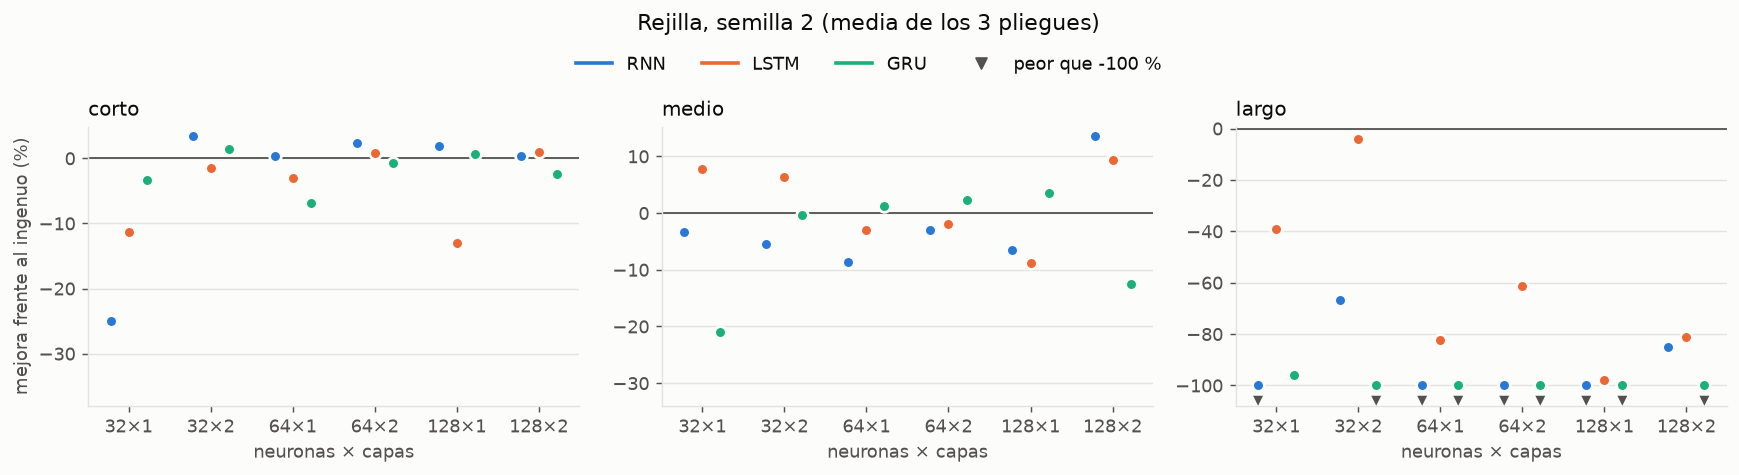 Rejilla, semilla 2 (media de los 3 pliegues)
RNN LSTM GRU peor que -100 %
corto
mejora frente al ingenuo (%)
0
−10
−20
−30
32×1 32×2 64×1 64×2 128×1 128×2
neuronas × capas
medio
10
0
−10
−20
−30
32×1 32×2 64×1 64×2 128×1 128×2
neuronas × capas
largo
0
−20
−40
−60
−80
−100
32×1 32×2 64×1 64×2 128×1 128×2
neuronas × capas